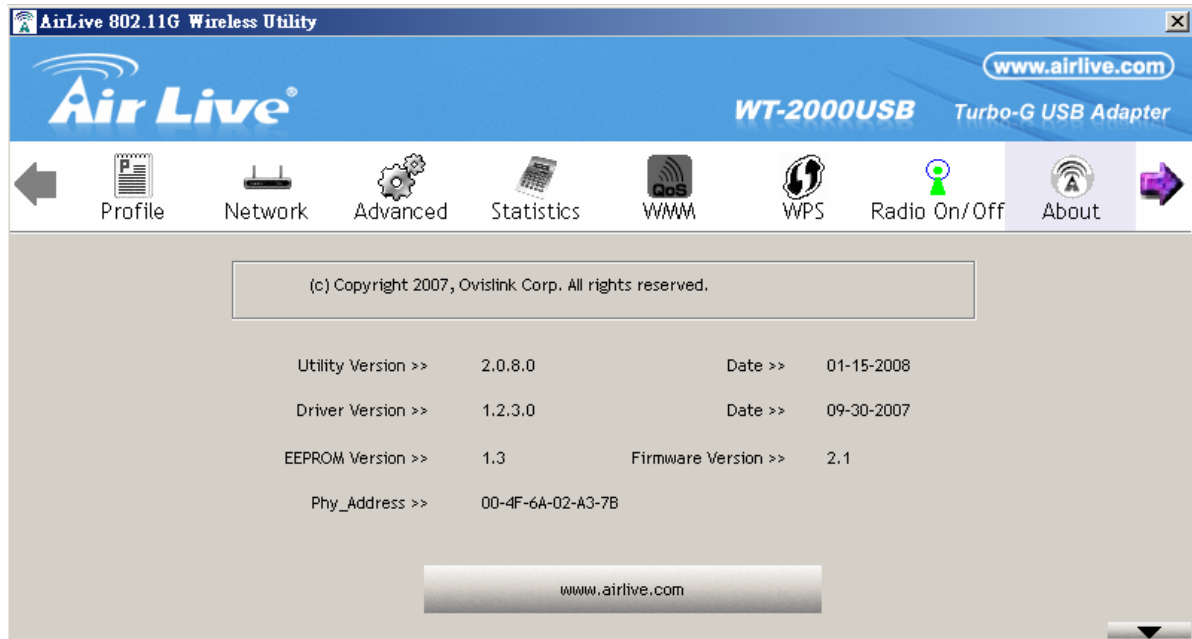 AirLive 802.11G Wireless Utility
www.airlive.com
Air Live®
WT-2000USB Turbo-G USB Adapter
Profile Network Advanced Statistics QoS WMM WPS Radio On/Off About
(c) Copyright 2007, Ovislink Corp. All rights reserved.
Utility Version >> 2.0.8.0 Date >> 01-15-2008
Driver Version >> 1.2.3.0 Date >> 09-30-2007
EEPROM Version >> 1.3 Firmware Version >> 2.1
Phy_Address >> 00-4F-6A-02-A3-7B
www.airlive.com